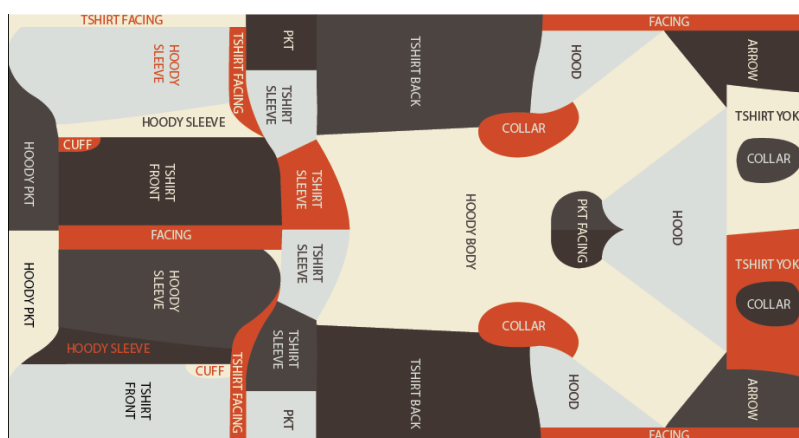 TSHIRT FACING
FACING
HOODY
SLEEVE
TSHIRT FACING
PKT
TSHIRT BACK
HOOD
ARROW
TSHIRT
SLEEVE
HOODY SLEEVE
TSHIRT YOK
COLLAR
CUFF
COLLAR
HOODY PKT
TSHIRT
FRONT
TSHIRT
SLEEVE
HOODY BODY
PKT FACING
HOOD
FACING
HOODY PKT
HOODY
SLEEVE
TSHIRT
SLEEVE
TSHIRT YOK
COLLAR
COLLAR
HOODY SLEEVE
TSHIRT
SLEEVE
CUFF
TSHIRT FACING
TSHIRT
FRONT
TSHIRT BACK
HOOD
ARROW
PKT
FACING